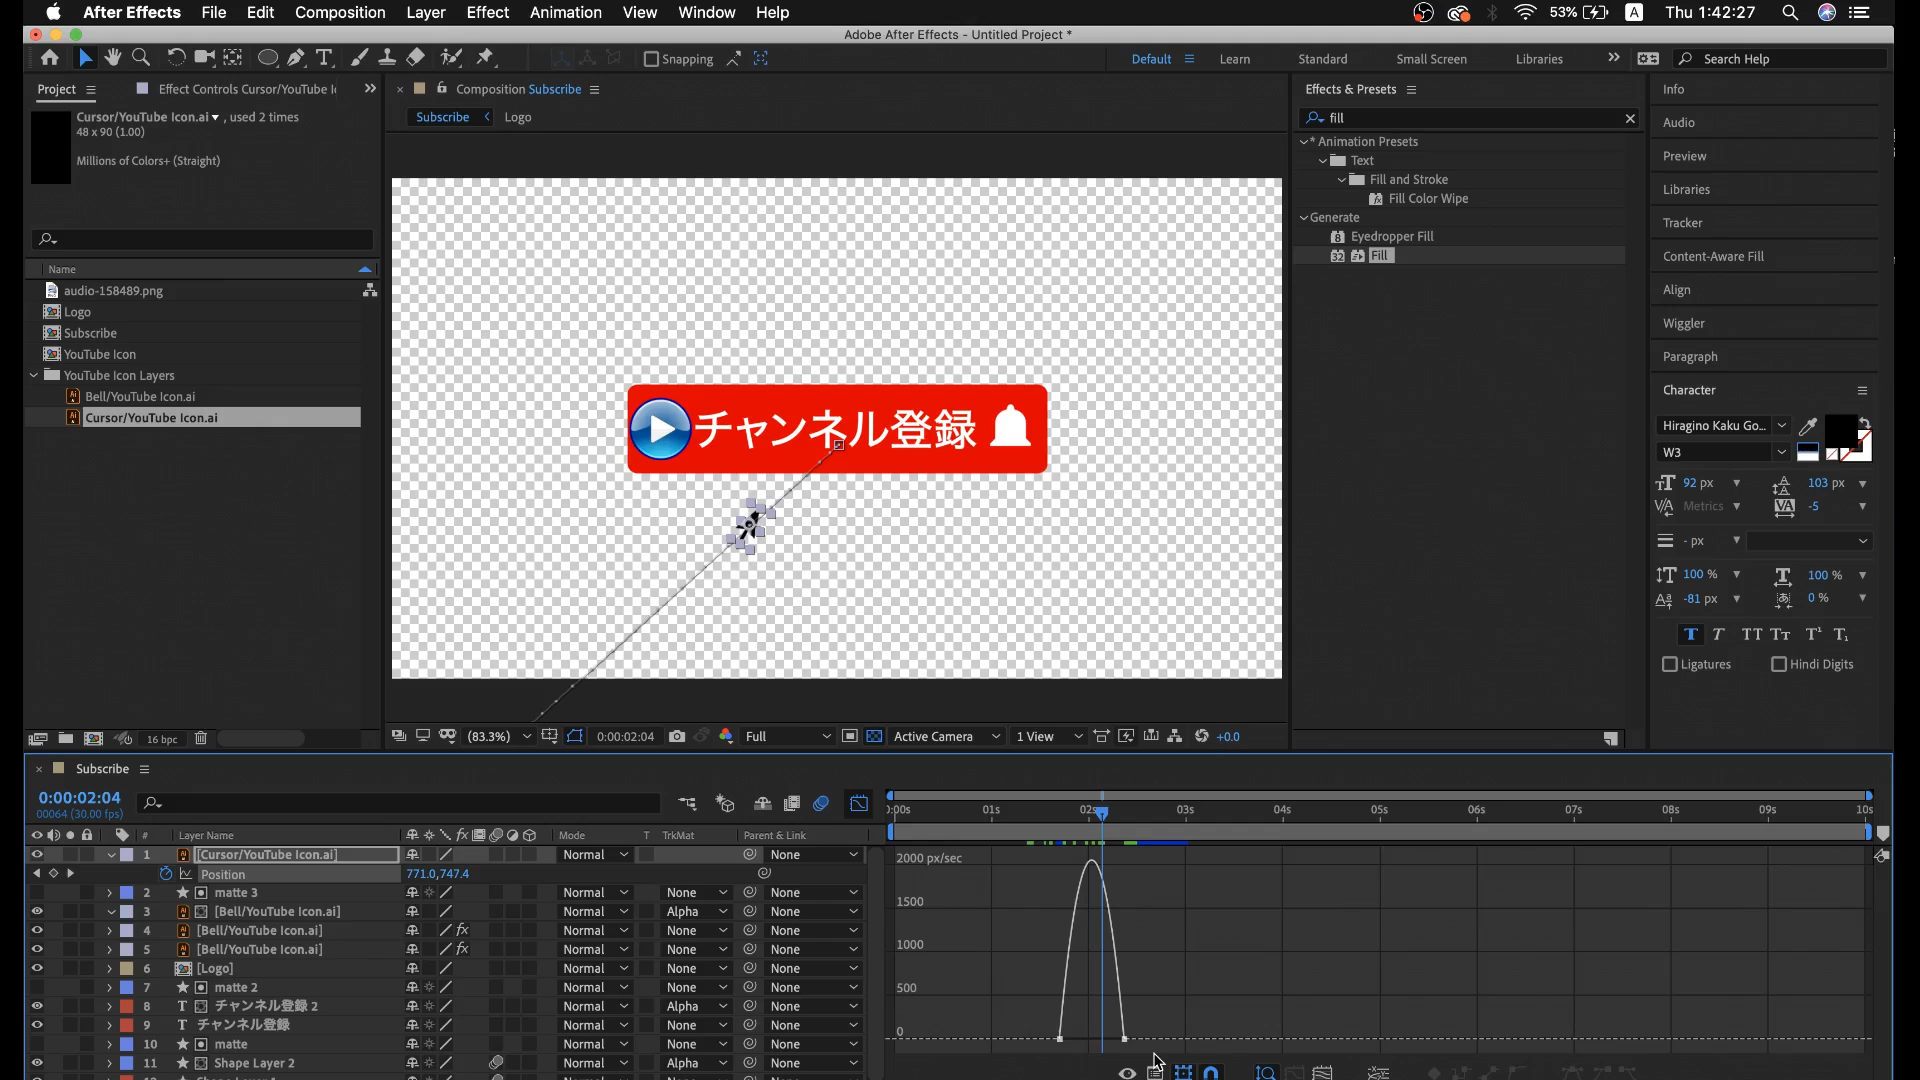 After Effects File Edit Composition Layer Effect Animation View Window Help 53% A Thu 1:42:27
Adobe After Effects - Untitled Project *
Snapping Default Learn Standard Small Screen Libraries Search Help
Project Effect Controls Cursor/YouTube I
Composition Subscribe
Effects & Presets
Info
Cursor/YouTube Icon.ai , used 2 times
48 x 90 (1.00)
Millions of Colors+ (Straight)
Subscribe Logo
fill
Audio
* Animation Presets
Text
Fill and Stroke
Fill Color Wipe
Generate
Eyedropper Fill
32 Fill
Preview
Libraries
Tracker
Content-Aware Fill
Align
Wiggler
Paragraph
Character
Name
audio-158489.png
Logo
Subscribe
YouTube Icon
YouTube Icon Layers
Bell/YouTube Icon.ai
Cursor/YouTube Icon.ai
チャンネル登録
Hiragino Kaku Go...
W3
92 px 103 px
Metrics -5
- px
100 % 100 %
-81 px 0 %
T T TT Tт T¹ T₁
Ligatures Hindi Digits
16 bpc
(83.3%) 0:00:02:04 Full Active Camera 1 View +0.0
Subscribe
0:00:02:04
00064 (30.00 fps)
:00s 01s 02s 03s 04s 05s 06s 07s 08s 09s 10s
# Layer Name Mode T TrkMat Parent & Link
1 [Cursor/YouTube Icon.ai] Normal None
Position 771.0,747.4
2 matte 3 Normal None None
3 [Bell/YouTube Icon.ai] Normal Alpha None
4 [Bell/YouTube Icon.ai] fx Normal None None
5 [Bell/YouTube Icon.ai] fx Normal None None
6 [Logo] Normal None None
7 matte 2 Normal None None
8 T チャンネル登録 2 Normal Alpha None
9 T チャンネル登録 Normal None None
10 matte Normal None None
11 Shape Layer 2 Normal Alpha None
2000 px/sec
1500
1000
500
0